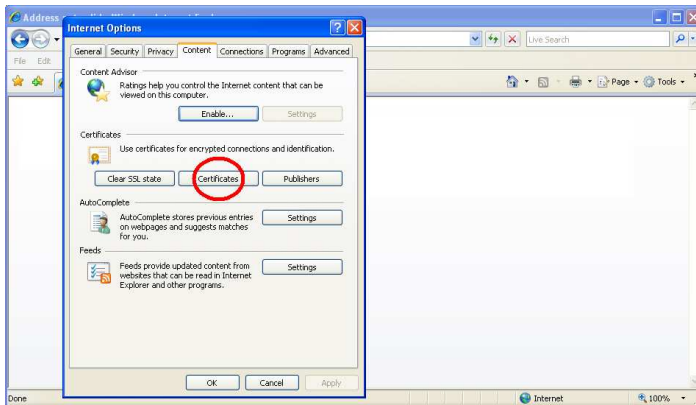 Address
Internet Options
Live Search
File Edit
Page Tools
General Security Privacy Content Connections Programs Advanced
Content Advisor
Ratings help you control the Internet content that can be
viewed on this computer.
Enable... Settings
Certificates
Use certificates for encrypted connections and identification.
Clear SSL state Certificates Publishers
AutoComplete
AutoComplete stores previous entries
on webpages and suggests matches
for you.
Settings
Feeds
Feeds provide updated content from
websites that can be read in Internet
Explorer and other programs.
Settings
OK Cancel Apply
Done Internet 100%